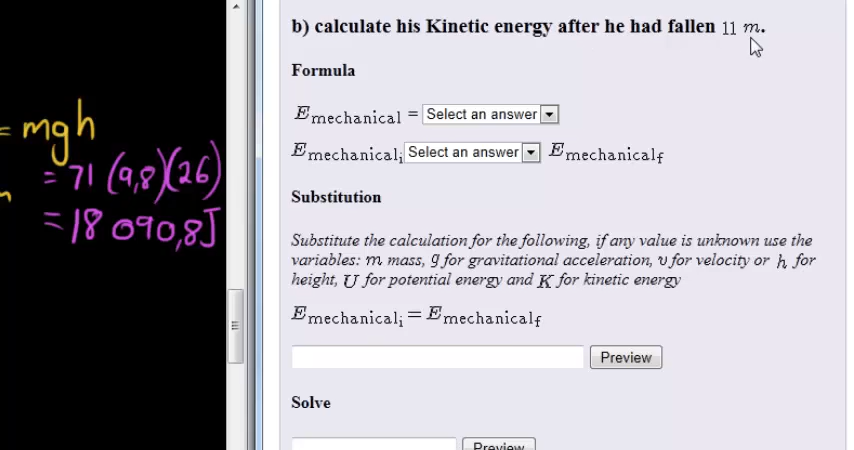 = mgh
= 71 (9,8)(26)
= 18 090,8J
b) calculate his Kinetic energy after he had fallen 11 m.
Formula
Emechanical = Select an answer
Emechanicali Select an answer Emechanicalf
Substitution
Substitute the calculation for the following, if any value is unknown use the
variables: m mass, g for gravitational acceleration, v for velocity or h for
height, U for potential energy and K for kinetic energy
Emechanicali = Emechanicalf
Preview
Solve
Preview